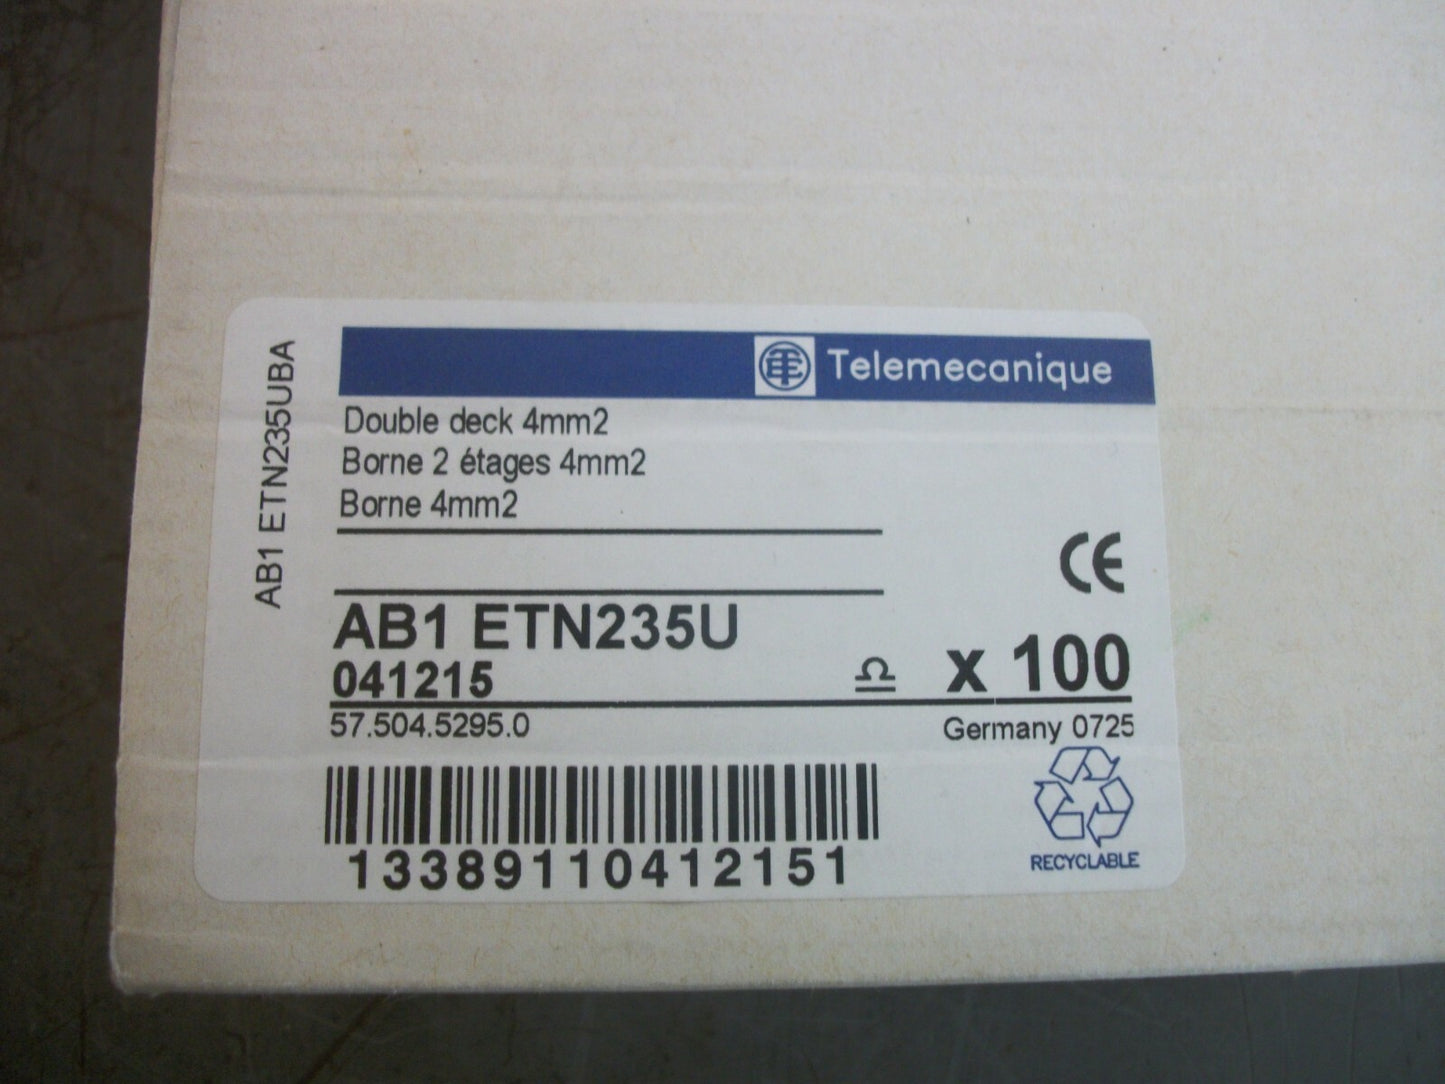 AB1 ETN235UBA
Telemecanique
Double deck 4mm2
Borne 2 étages 4mm2
Borne 4mm2
CE
AB1 ETN235U
041215
x 100
57.504.5295.0
Germany 0725
13389110412151
RECYCLABLE